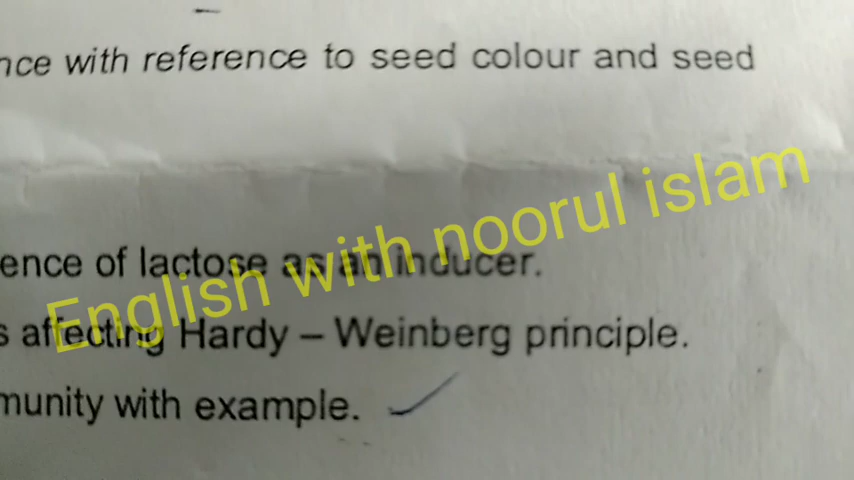 nce with reference to seed colour and seed
ence of lactose as an inducer.
s affecting Hardy – Weinberg principle.
munity with example.
English with noorul islam